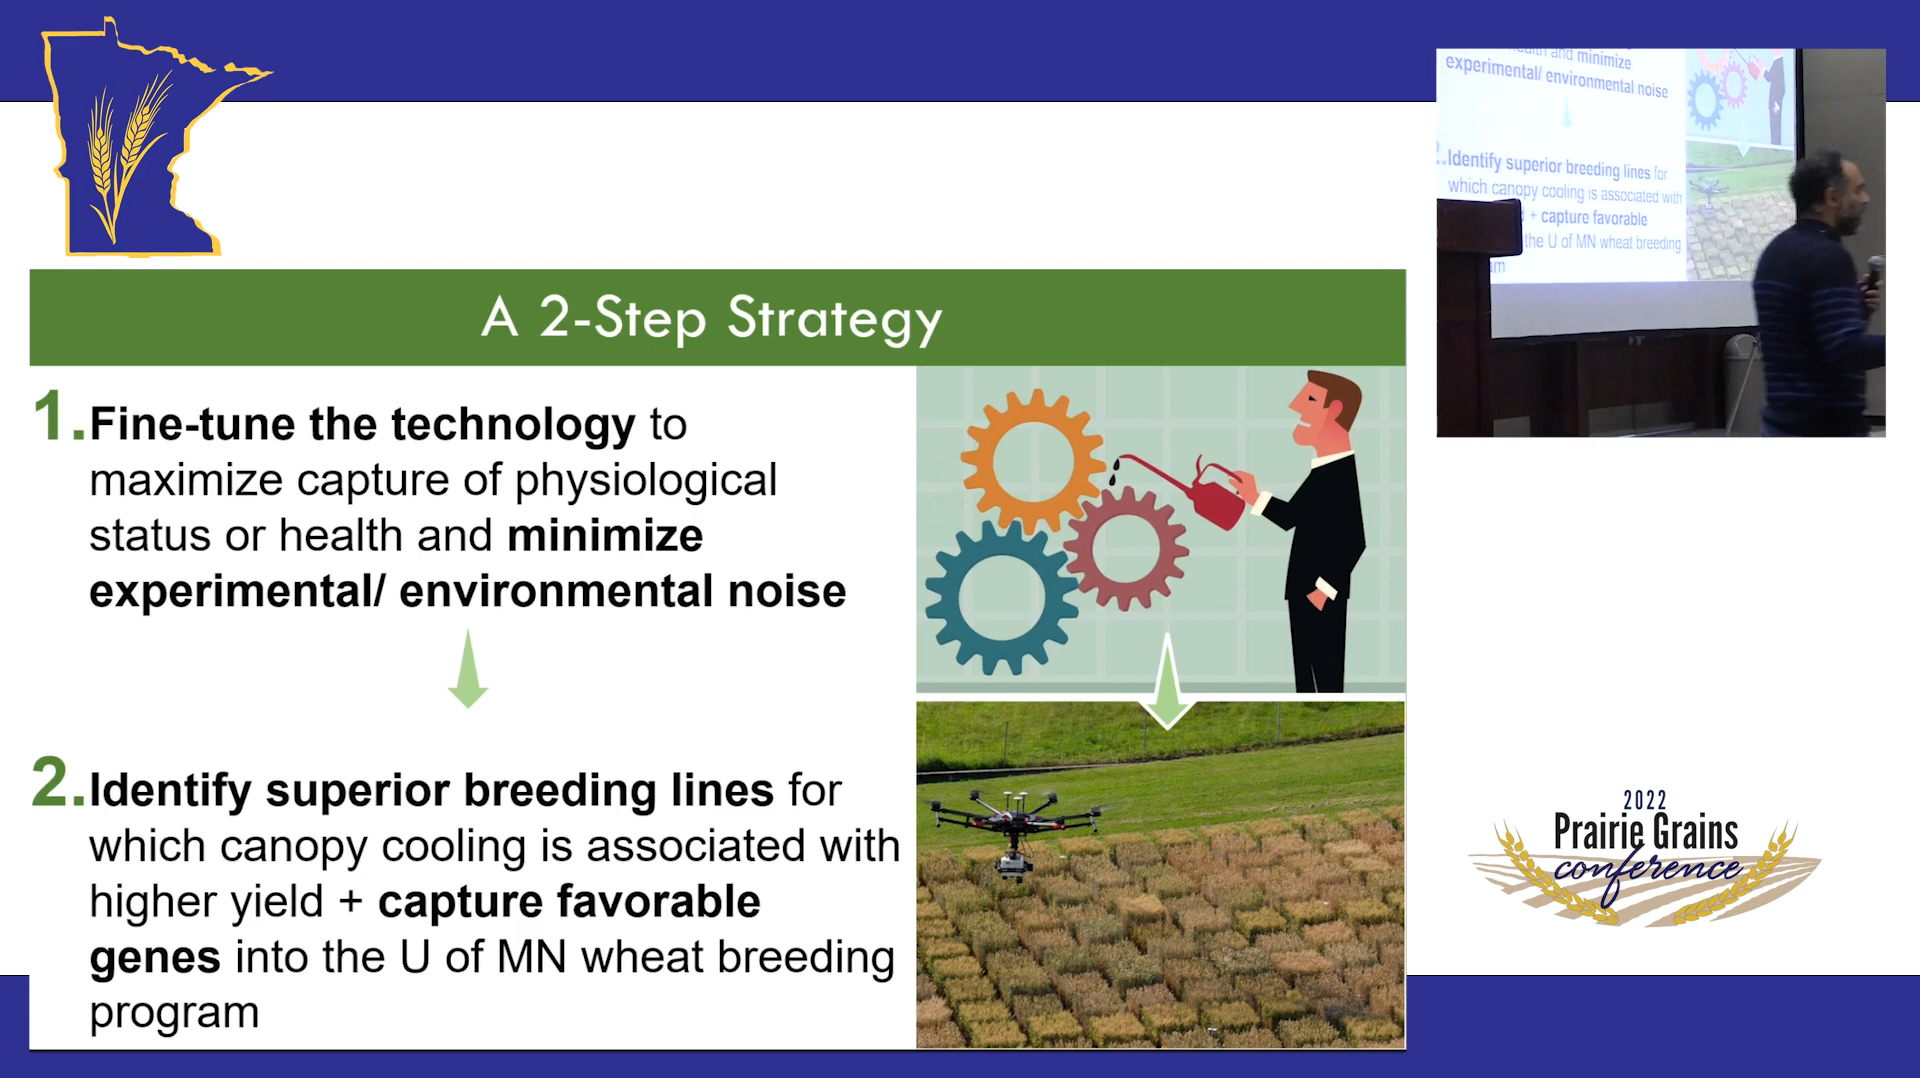 A 2-Step Strategy
1. Fine-tune the technology to
maximize capture of physiological
status or health and minimize
experimental/ environmental noise
2. Identify superior breeding lines for
which canopy cooling is associated with
higher yield + capture favorable
genes into the U of MN wheat breeding
program
health and minimize
experimental/ environmental noise
Identify superior breeding lines for
which canopy cooling is associated with
+ capture favorable
the U of MN wheat breeding
2022
Prairie Grains
conference